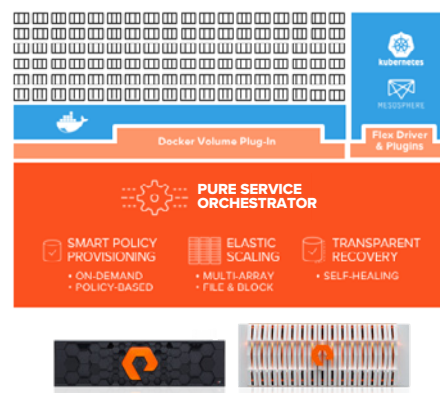 kubernetes
MESOSPHERE
Docker Volume Plug-In
Flex Driver
& Plugins
PURE SERVICE
ORCHESTRATOR
SMART POLICY
PROVISIONING
• ON-DEMAND
• POLICY-BASED
ELASTIC
SCALING
• MULTI-ARRAY
• FILE & BLOCK
TRANSPARENT
RECOVERY
• SELF-HEALING